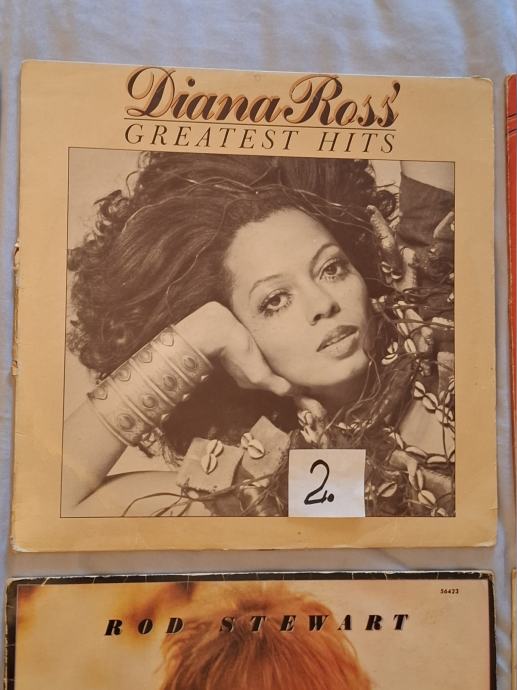 Diana Ross'
GREATEST HITS
2.
56423
ROD STEWART